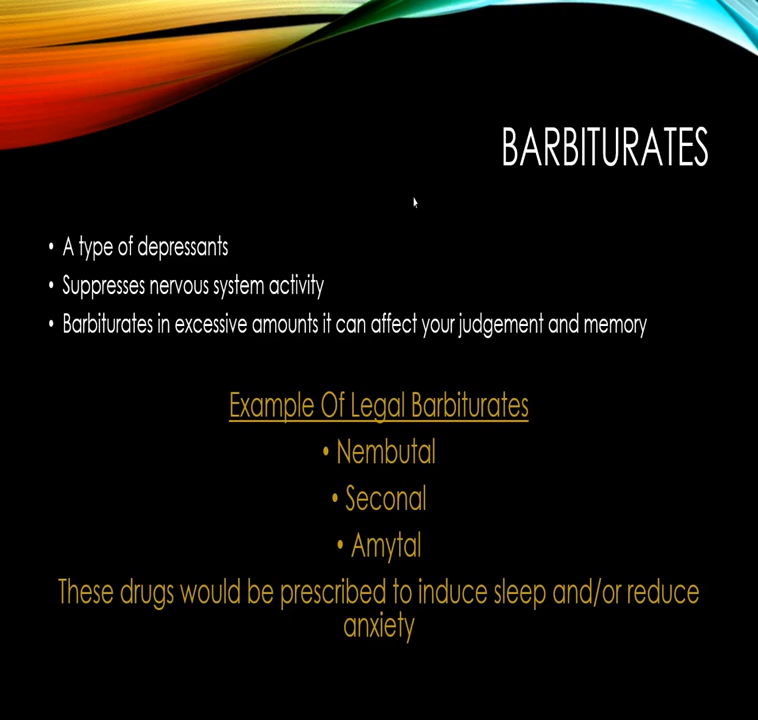 BARBITURATES
• A type of depressants
• Suppresses nervous system activity
• Barbiturates in excessive amounts it can affect your judgement and memory
Example Of Legal Barbiturates
• Nembutal
• Seconal
• Amytal
These drugs would be prescribed to induce sleep and/or reduce
anxiety